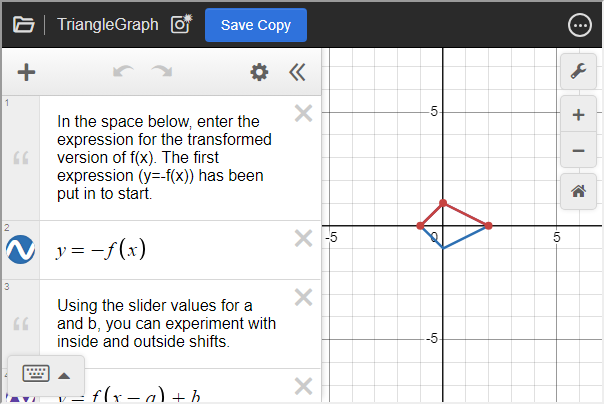 TriangleGraph
Save Copy
1
In the space below, enter the
expression for the transformed
version of f(x). The first
expression (y=-f(x)) has been
put in to start.
2
y = −f(x)
3
Using the slider values for a
and b, you can experiment with
inside and outside shifts.
4
y = f(x − a) + b
5
-5
0
5
-5